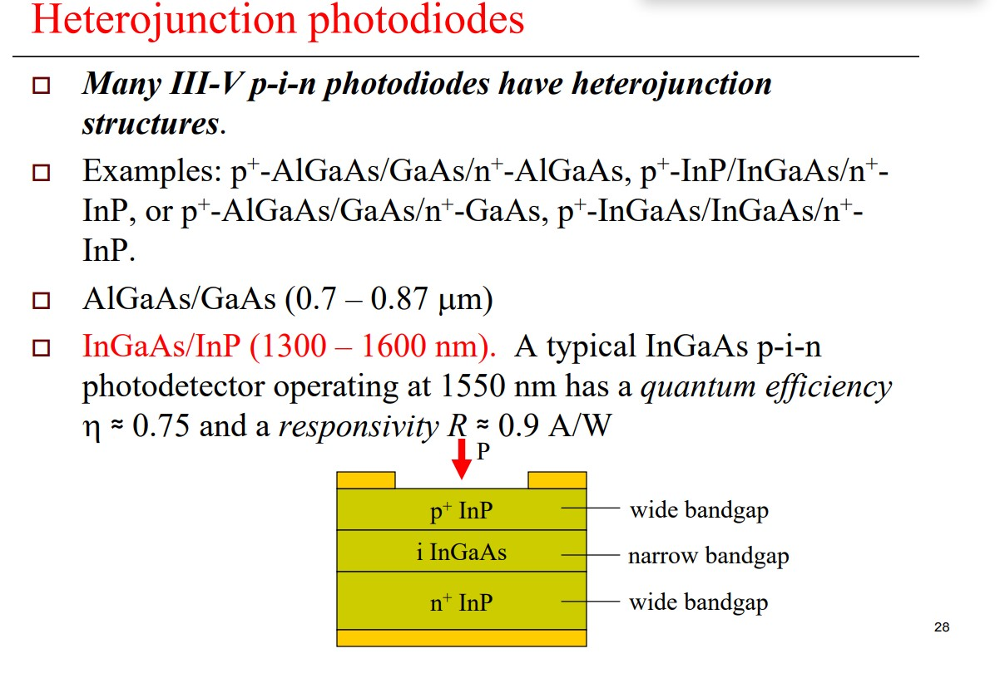 Heterojunction photodiodes
Many III-V p-i-n photodiodes have heterojunction
structures.
Examples: p+-AlGaAs/GaAs/n+-AlGaAs, p+-InP/InGaAs/n+-
InP, or p+-AlGaAs/GaAs/n+-GaAs, p+-InGaAs/InGaAs/n+-
InP.
AlGaAs/GaAs (0.7 – 0.87 μm)
InGaAs/InP (1300 – 1600 nm). A typical InGaAs p-i-n
photodetector operating at 1550 nm has a quantum efficiency
η ≈ 0.75 and a responsivity R ≈ 0.9 A/W
P
p+ InP
wide bandgap
i InGaAs
narrow bandgap
n+ InP
wide bandgap
28